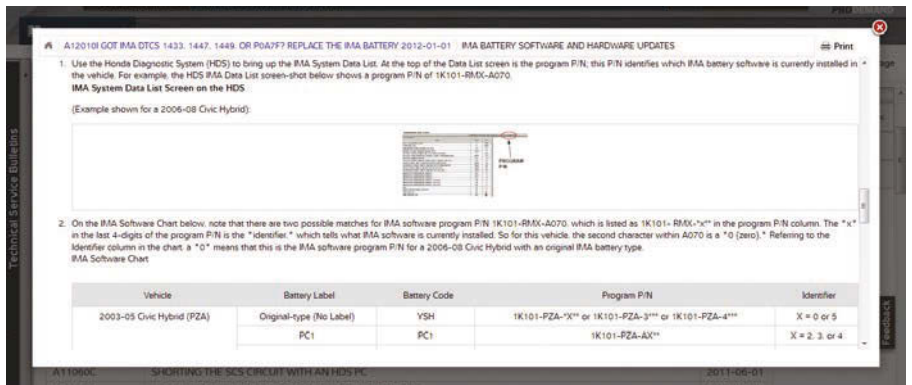 PRODEMAND
A12010I GOT IMA DTCS 1433. 1447. 1449. OR P0A7F? REPLACE THE IMA BATTERY 2012-01-01 IMA BATTERY SOFTWARE AND HARDWARE UPDATES Print
1. Use the Honda Diagnostic System (HDS) to bring up the IMA System Data List. At the top of the Data List screen is the program P/N; this P/N identifies which IMA battery software is currently installed in
the vehicle. For example, the HDS IMA Data List screen-shot below shows a program P/N of 1K101-RMX-A070.
IMA System Data List Screen on the HDS
(Example shown for a 2006-08 Civic Hybrid):
PROGRAM
P/N
2. On the IMA Software Chart below, note that there are two possible matches for IMA software program P/N 1K101-RMX-A070. which is listed as 1K101- RMX-*x** in the program P/N column. The "x"
in the last 4-digits of the program P/N is the "identifier." which tells what IMA software is currently installed. So for this vehicle, the second character within A070 is a "0 (zero)." Referring to the
Identifier column in the chart, a "0" means that this is the IMA software program P/N for a 2006-08 Civic Hybrid with an original IMA battery type.
IMA Software Chart
Vehicle Battery Label Battery Code Program P/N Identifier
2003-05 Civic Hybrid (PZA) Original-type (No Label) YSH 1K101-PZA-*X** or 1K101-PZA-3*** or 1K101-PZA-4*** X = 0 or 5
PC1 PC1 1K101-PZA-AX** X = 2, 3, or 4
Technical Service Bulletins
Feedback
A11060C SHORTING THE SCS CIRCUIT WITH AN HDS PC 2011-06-01